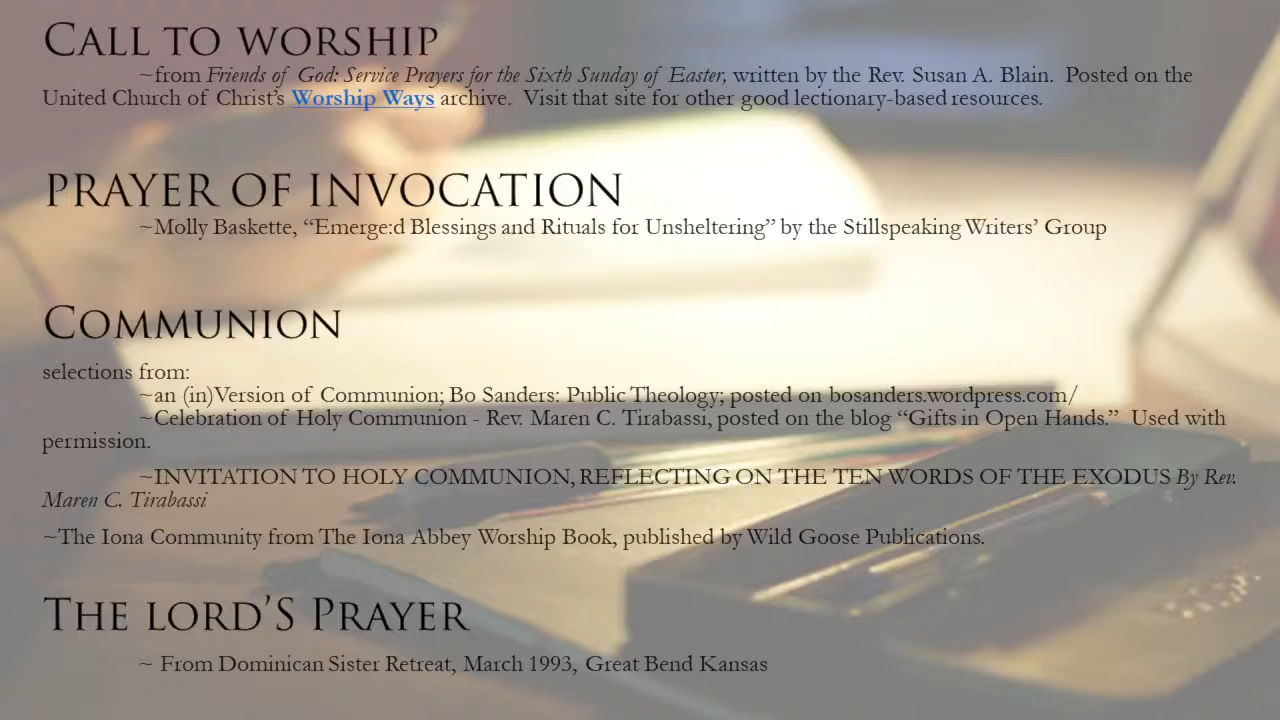 CALL TO WORSHIP
~from Friends of God: Service Prayers for the Sixth Sunday of Easter, written by the Rev. Susan A. Blain. Posted on the
United Church of Christ’s Worship Ways archive. Visit that site for other good lectionary-based resources.
PRAYER OF INVOCATION
~Molly Baskette, “Emerge:d Blessings and Rituals for Unsheltering” by the Stillspeaking Writers’ Group
COMMUNION
selections from:
~an (in)Version of Communion; Bo Sanders: Public Theology; posted on bosanders.wordpress.com/
~Celebration of Holy Communion - Rev. Maren C. Tirabassi, posted on the blog “Gifts in Open Hands.” Used with
permission.
~INVITATION TO HOLY COMMUNION, REFLECTING ON THE TEN WORDS OF THE EXODUS By Rev.
Maren C. Tirabassi
~The Iona Community from The Iona Abbey Worship Book, published by Wild Goose Publications.
THE LORD’S PRAYER
~ From Dominican Sister Retreat, March 1993, Great Bend Kansas